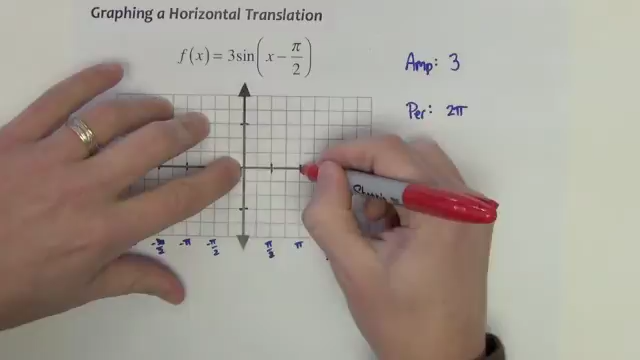 Graphing a Horizontal Translation
f(x) = 3sin(x − π/2)
Amp: 3
Per: 2π
-π -π/2 π/2 π